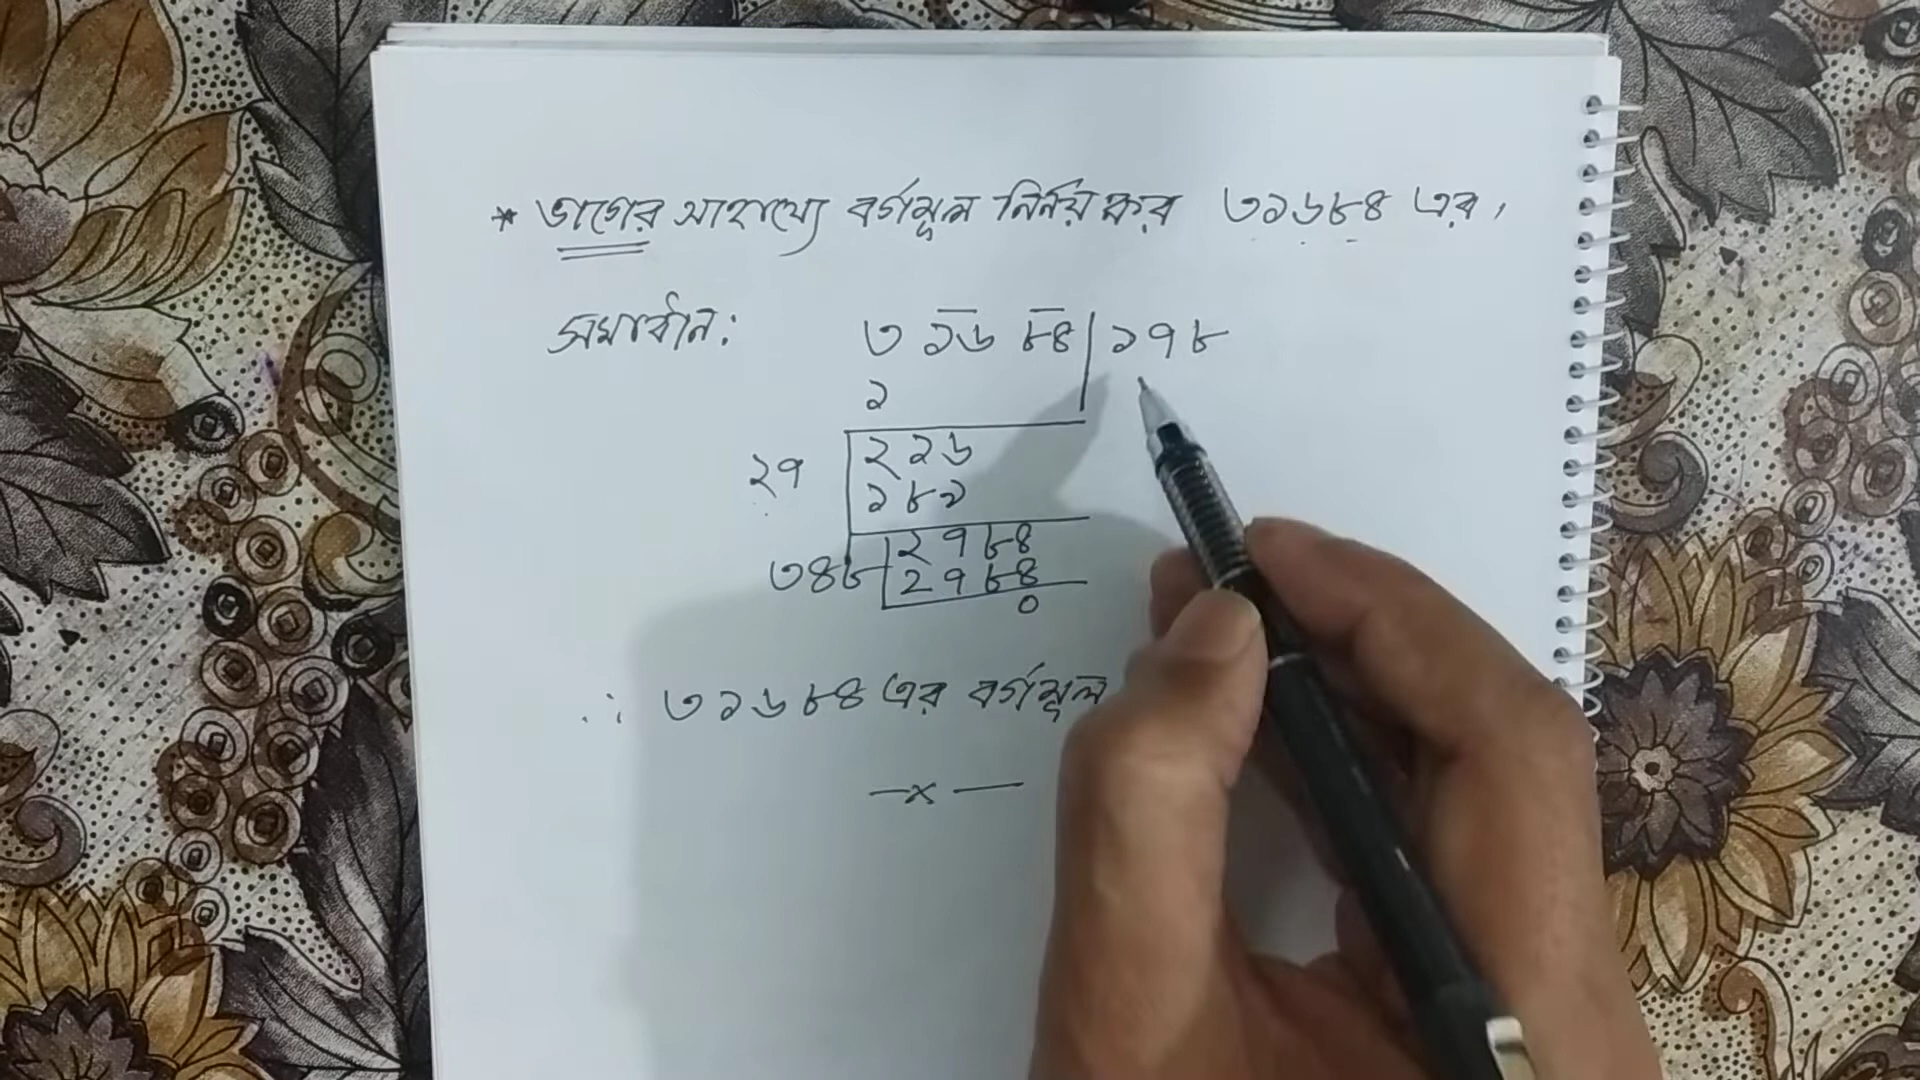 * ভাগের সাহায্যে বর্গমূল নির্নয় কর ৩১৬৮৪ এর,
সমাধান:
৩ ১৬ ৮৪ | ১৭৮
১
২৭ | ২১৬
১৮৯
৩৪৮ | ২৭৮৪
২৭৮৪
০
∴ ৩১৬৮৪ এর বর্গমূল
—x—